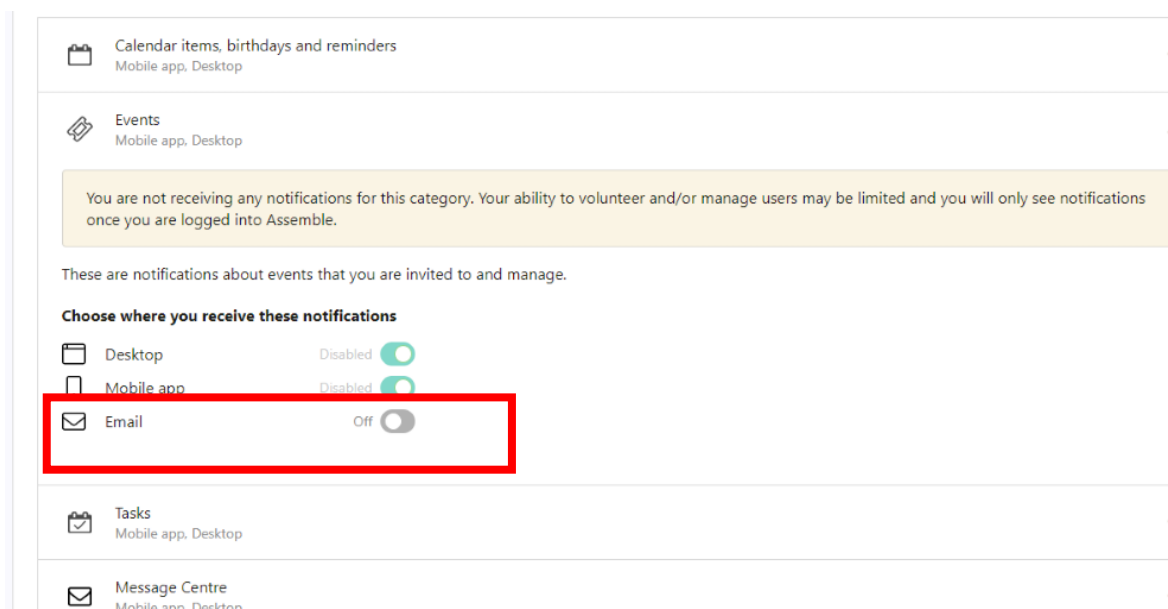 Calendar items, birthdays and reminders
Mobile app, Desktop
Events
Mobile app, Desktop
You are not receiving any notifications for this category. Your ability to volunteer and/or manage users may be limited and you will only see notifications
once you are logged into Assemble.
These are notifications about events that you are invited to and manage.
Choose where you receive these notifications
Desktop Disabled
Mobile app Disabled
Email Off
Tasks
Mobile app, Desktop
Message Centre
Mobile app, Desktop